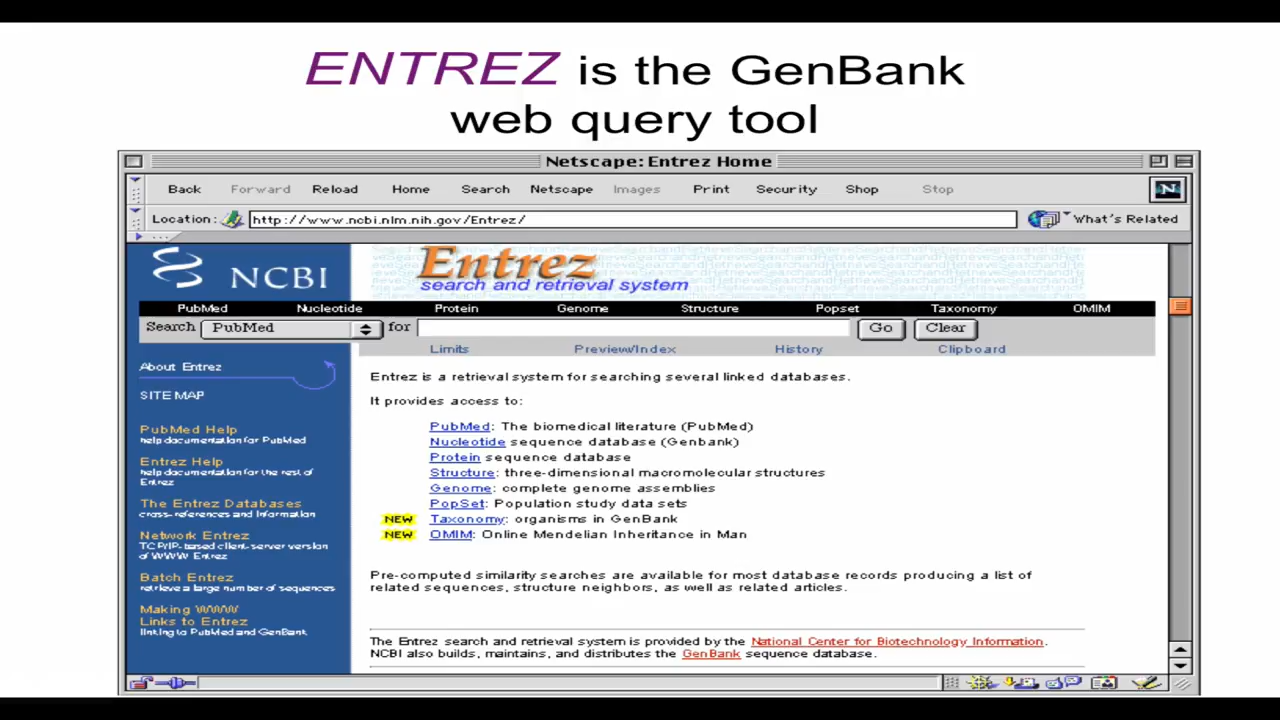 ENTREZ is the GenBank
web query tool
Netscape: Entrez Home
Back Forward Reload Home Search Netscape Images Print Security Shop Stop
N
Location: http://www.ncbi.nlm.nih.gov/Entrez/ What's Related
NCBI
Entrez
search and retrieval system
PubMed Nucleotide Protein Genome Structure Popset Taxonomy OMIM
Search PubMed for Go Clear
Limits Preview/Index History Clipboard
About Entrez
SITE MAP
PubMed Help
help documentation for PubMed
Entrez Help
help documentation for the rest of
Entrez
The Entrez Databases
cross-references and information
Network Entrez
TCP/IP-based client-server version
of WWW Entrez
Batch Entrez
retrieve a large number of sequences
Making WWW
Links to Entrez
linking to PubMed and GenBank
Entrez is a retrieval system for searching several linked databases.
It provides access to:
PubMed: The biomedical literature (PubMed)
Nucleotide sequence database (Genbank)
Protein sequence database
Structure: three-dimensional macromolecular structures
Genome: complete genome assemblies
PopSet: Population study data sets
NEW Taxonomy: organisms in GenBank
NEW OMIM: Online Mendelian Inheritance in Man
Pre-computed similarity searches are available for most database records producing a list of
related sequences, structure neighbors, as well as related articles.
The Entrez search and retrieval system is provided by the National Center for Biotechnology Information.
NCBI also builds, maintains, and distributes the GenBank sequence database.